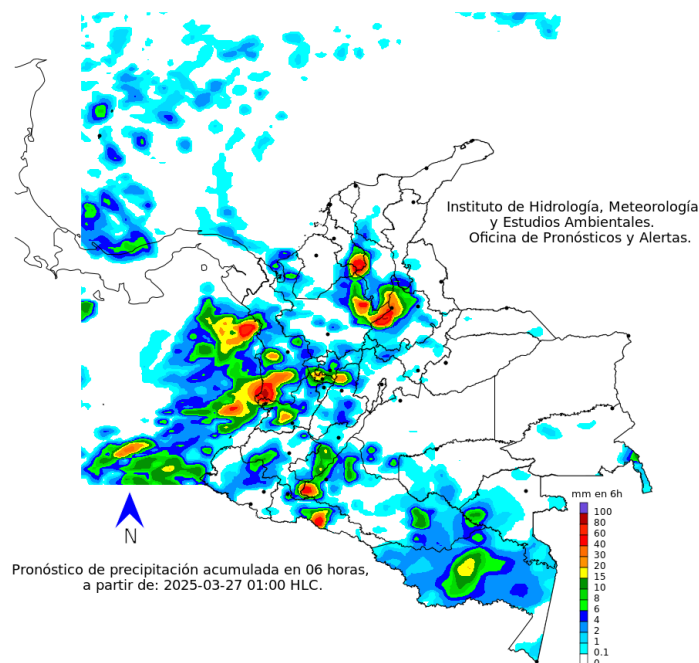 Instituto de Hidrología, Meteorología
y Estudios Ambientales.
Oficina de Pronósticos y Alertas.
mm en 6h
100
80
60
40
30
20
15
10
8
6
4
2
1
0.1
0
N
Pronóstico de precipitación acumulada en 06 horas,
a partir de: 2025-03-27 01:00 HLC.